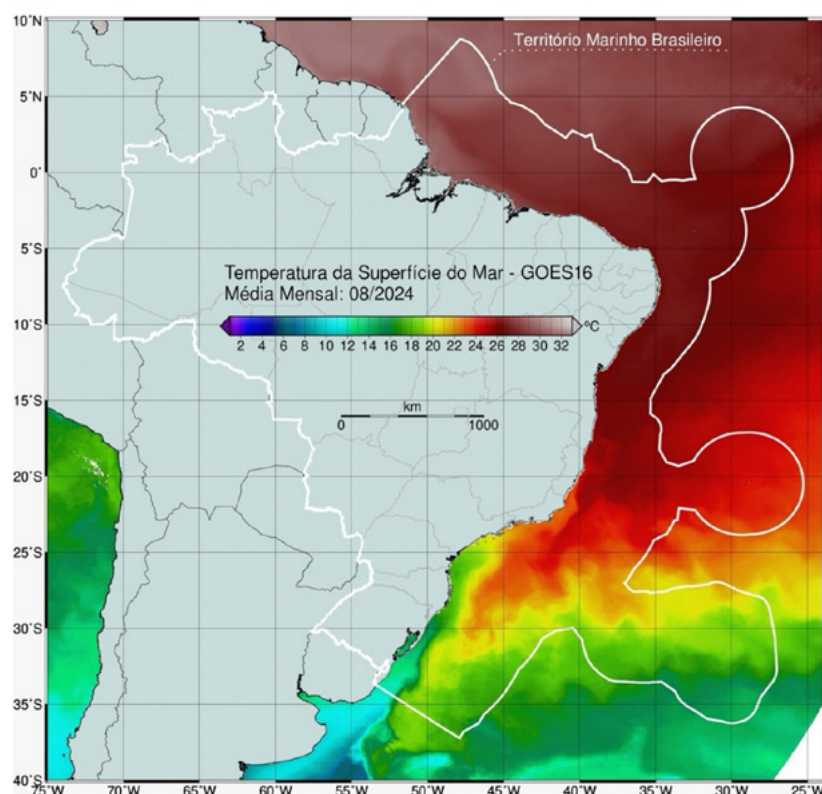 10˚N
5˚N
0˚
5˚S
10˚S
15˚S
20˚S
25˚S
30˚S
35˚S
40˚S
75˚W 70˚W 65˚W 60˚W 55˚W 50˚W 45˚W 40˚W 35˚W 30˚W 25˚W
Território Marinho Brasileiro
Temperatura da Superfície do Mar - GOES16
Média Mensal: 08/2024
ºC
2 4 6 8 10 12 14 16 18 20 22 24 26 28 30 32
km
0 1000